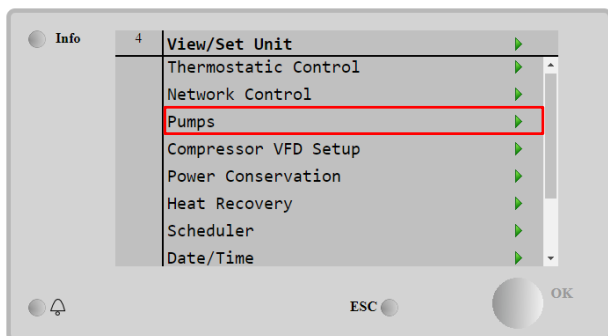 Info
4 View/Set Unit
Thermostatic Control
Network Control
Pumps
Compressor VFD Setup
Power Conservation
Heat Recovery
Scheduler
Date/Time
ESC
OK